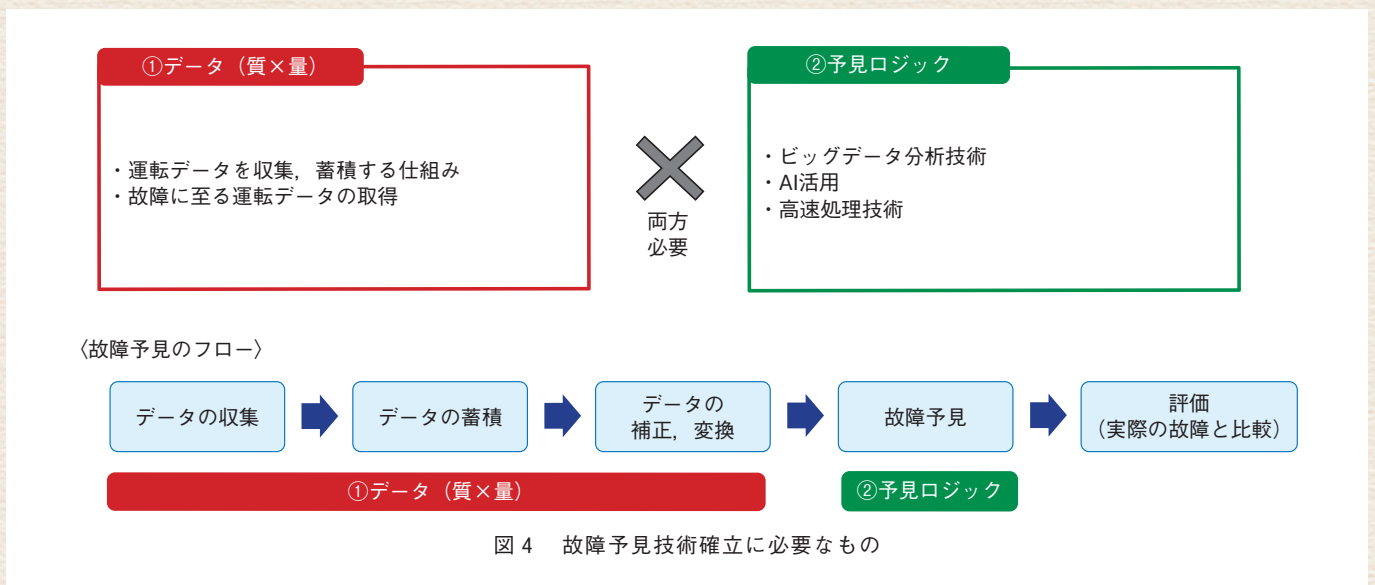 ①データ（質×量）
・運転データを収集，蓄積する仕組み
・故障に至る運転データの取得
両方
必要
②予見ロジック
・ビッグデータ分析技術
・AI活用
・高速処理技術
〈故障予見のフロー〉
データの収集
データの蓄積
データの
補正，変換
故障予見
評価
（実際の故障と比較）
①データ（質×量）
②予見ロジック
図 4　故障予見技術確立に必要なもの